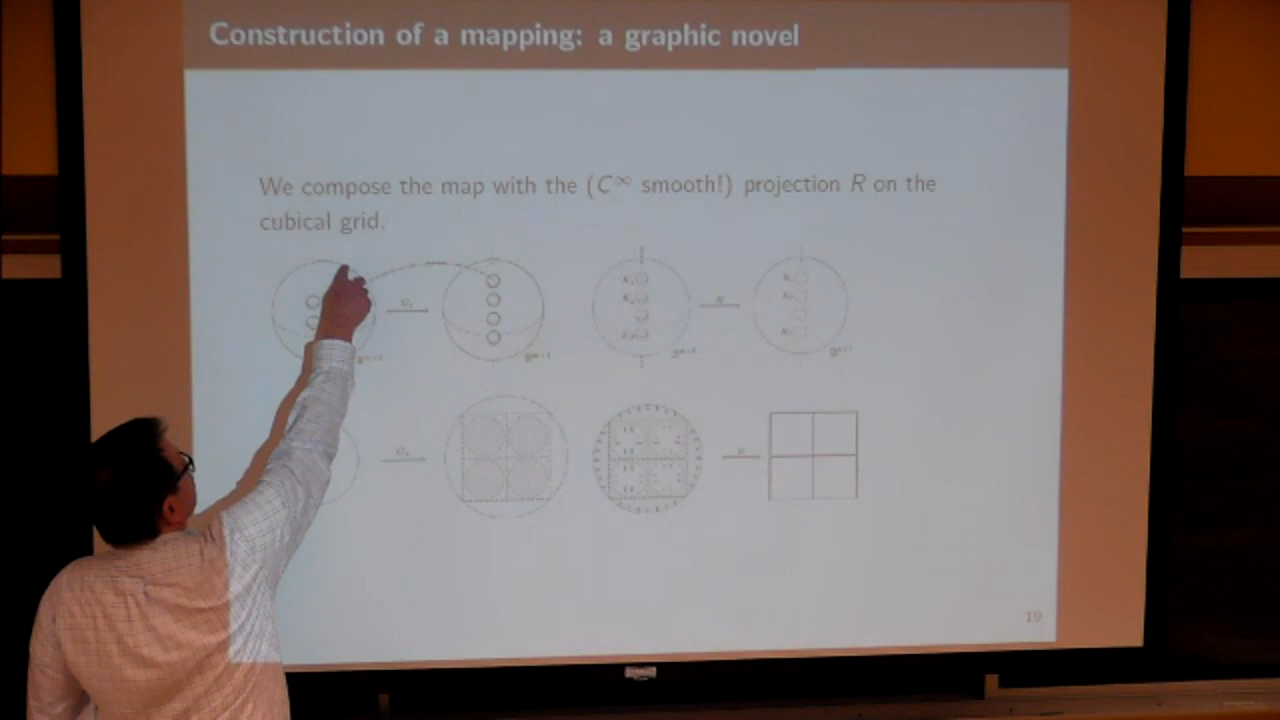 Construction of a mapping: a graphic novel
We compose the map with the (C∞ smooth!) projection R on the
cubical grid.
19